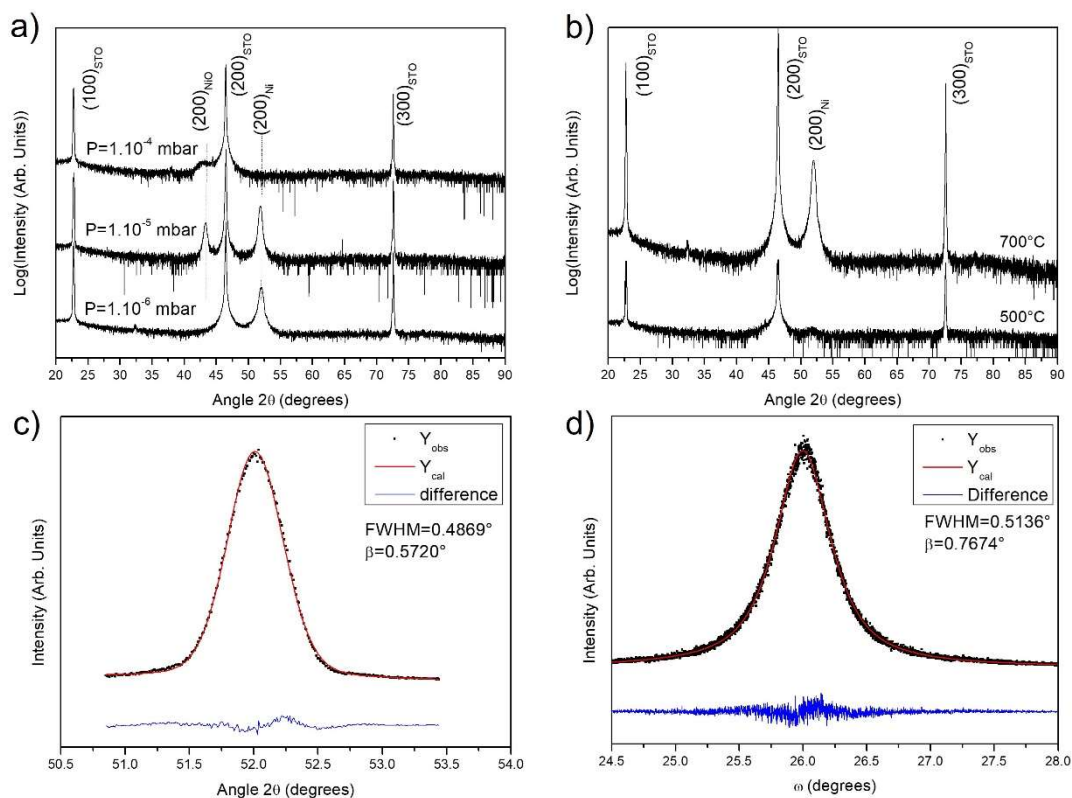 a)
(100)STO
(200)NiO
(200)STO
(200)Ni
(300)STO
P=1.10-4 mbar
P=1.10-5 mbar
P=1.10-6 mbar
Log(Intensity (Arb. Units))
20 25 30 35 40 45 50 55 60 65 70 75 80 85 90
Angle 2θ (degrees)
b)
(100)STO
(200)STO
(200)Ni
(300)STO
700°C
500°C
Log(Intensity (Arb. Units))
20 25 30 35 40 45 50 55 60 65 70 75 80 85 90
Angle 2θ (degrees)
c)
Yobs
Ycal
difference
FWHM=0.4869°
β=0.5720°
Intensity (Arb. Units)
50.5 51.0 51.5 52.0 52.5 53.0 53.5 54.0
Angle 2θ (degrees)
d)
Yobs
Ycal
Difference
FWHM=0.5136°
β=0.7674°
Intensity (Arb. Units)
24.5 25.0 25.5 26.0 26.5 27.0 27.5 28.0
ω (degrees)